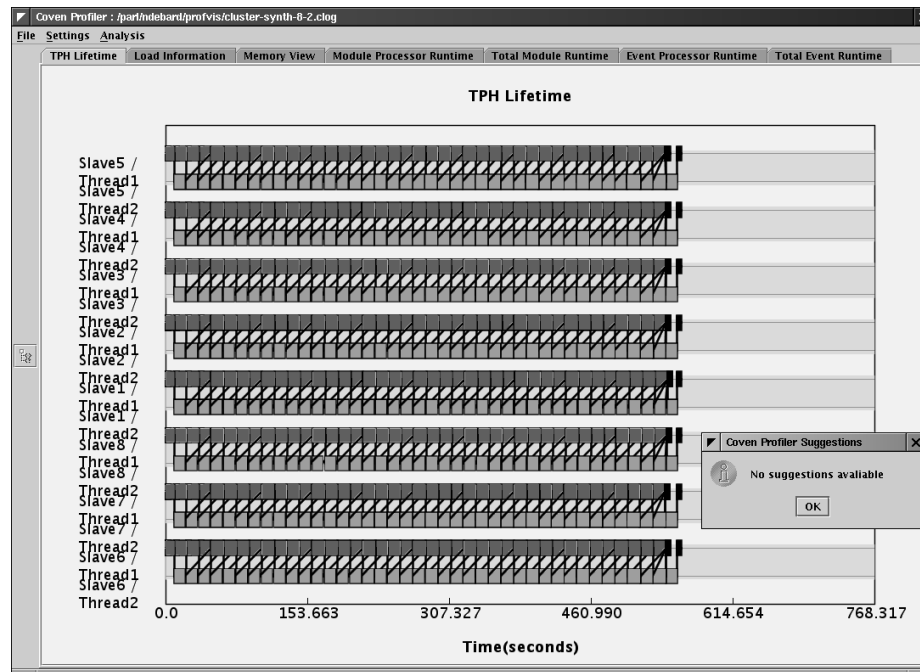 Coven Profiler : /parl/ndebard/profvis/cluster-synth-8-2.clog
File Settings Analysis
TPH Lifetime Load Information Memory View Module Processor Runtime Total Module Runtime Event Processor Runtime Total Event Runtime
TPH Lifetime
Slave5 /
Thread1
Slave5 /
Thread2
Slave4 /
Thread1
Slave4 /
Thread2
Slave3 /
Thread1
Slave3 /
Thread2
Slave2 /
Thread1
Slave2 /
Thread2
Slave1 /
Thread1
Slave1 /
Thread2
Slave8 /
Thread1
Slave8 /
Thread2
Slave7 /
Thread1
Slave7 /
Thread2
Slave6 /
Thread1
Slave6 /
Thread2
Coven Profiler Suggestions
No suggestions avaliable
OK
0.0 153.663 307.327 460.990 614.654 768.317
Time(seconds)